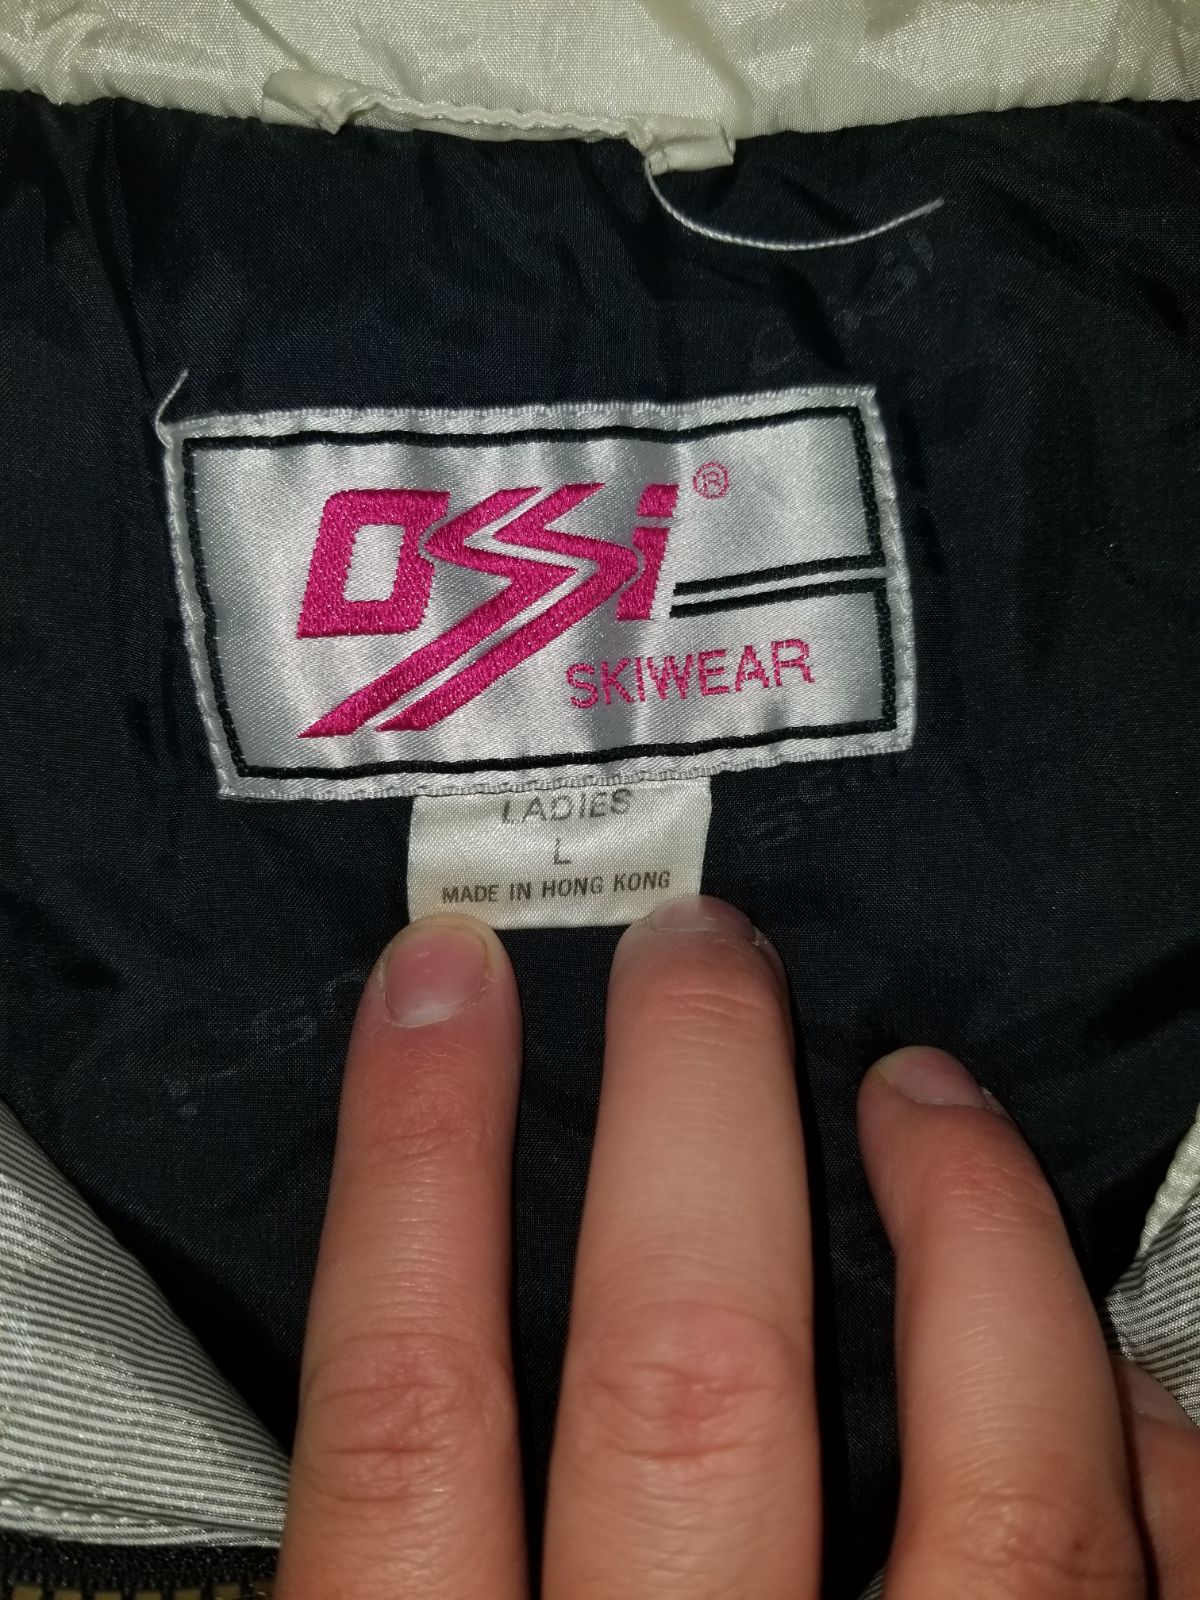 OSSi®
SKIWEAR
LADIES
L
MADE IN HONG KONG